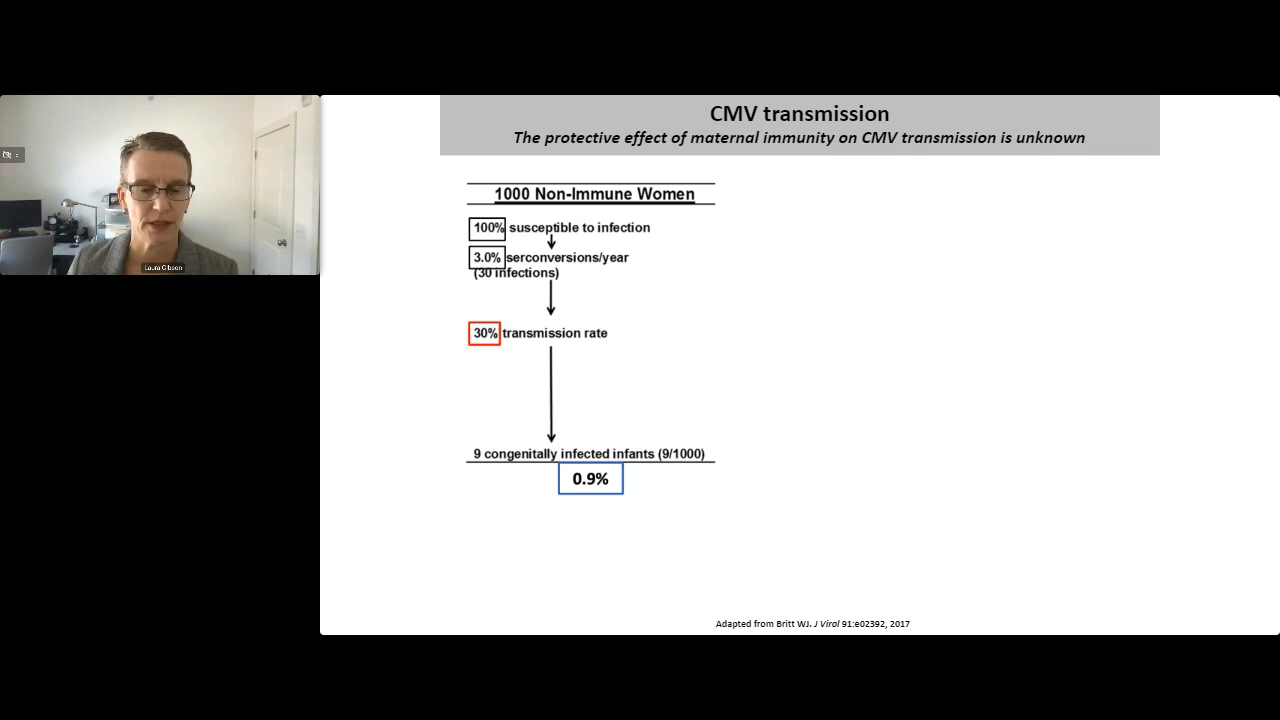 CMV transmission
The protective effect of maternal immunity on CMV transmission is unknown
Laura Gibson
1000 Non-Immune Women
100% susceptible to infection
3.0% serconversions/year
(30 infections)
30% transmission rate
9 congenitally infected infants (9/1000)
0.9%
Adapted from Britt WJ. J Virol 91:e02392, 2017